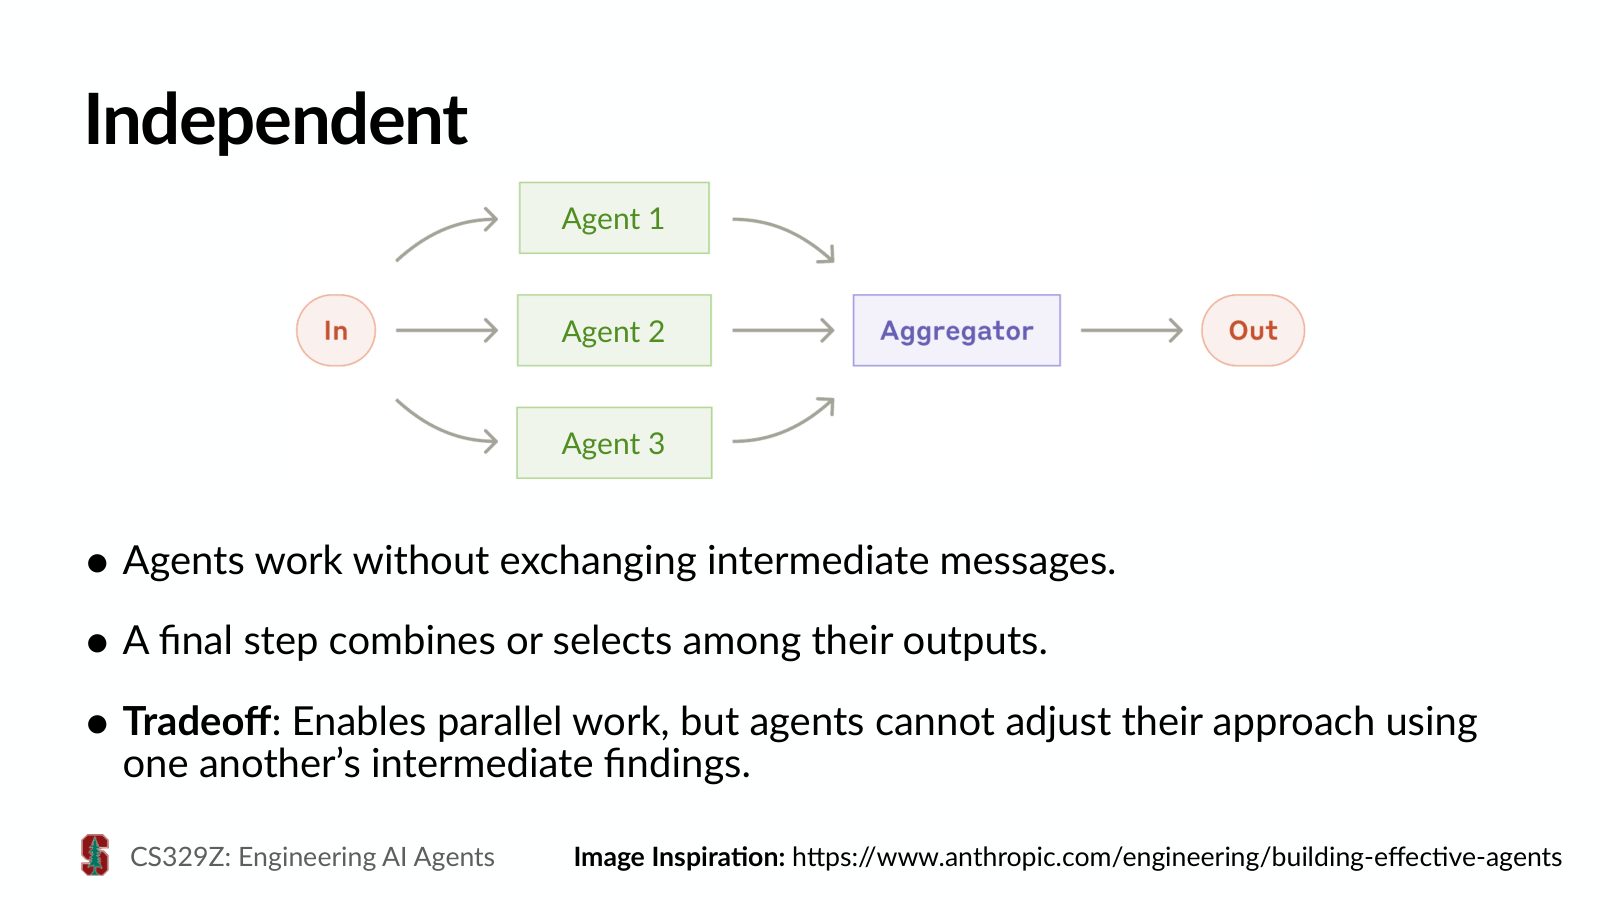 Independent
Agent 1
In
Agent 2
Aggregator
Out
Agent 3
● Agents work without exchanging intermediate messages.
● A final step combines or selects among their outputs.
● Tradeoff: Enables parallel work, but agents cannot adjust their approach using
one another’s intermediate findings.
CS329Z: Engineering AI Agents
Image Inspiration: https://www.anthropic.com/engineering/building-effective-agents